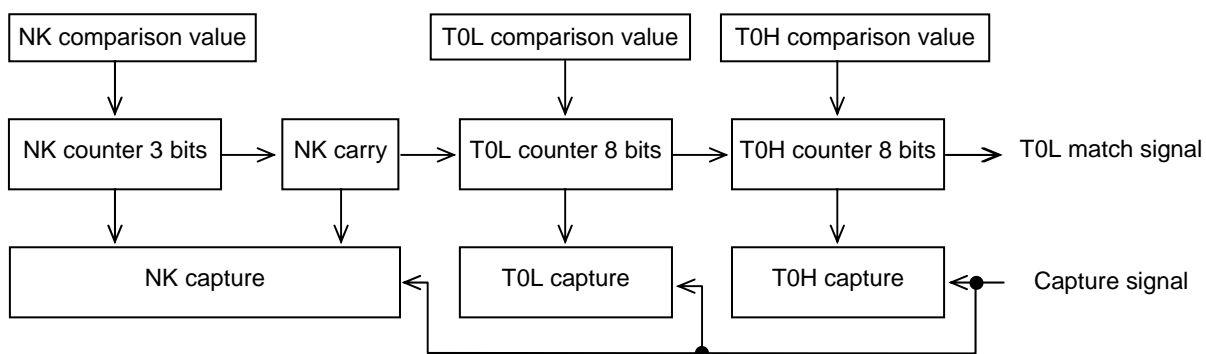 NK comparison value
T0L comparison value
T0H comparison value
NK counter 3 bits
NK carry
T0L counter 8 bits
T0H counter 8 bits
T0L match signal
NK capture
T0L capture
T0H capture
Capture signal